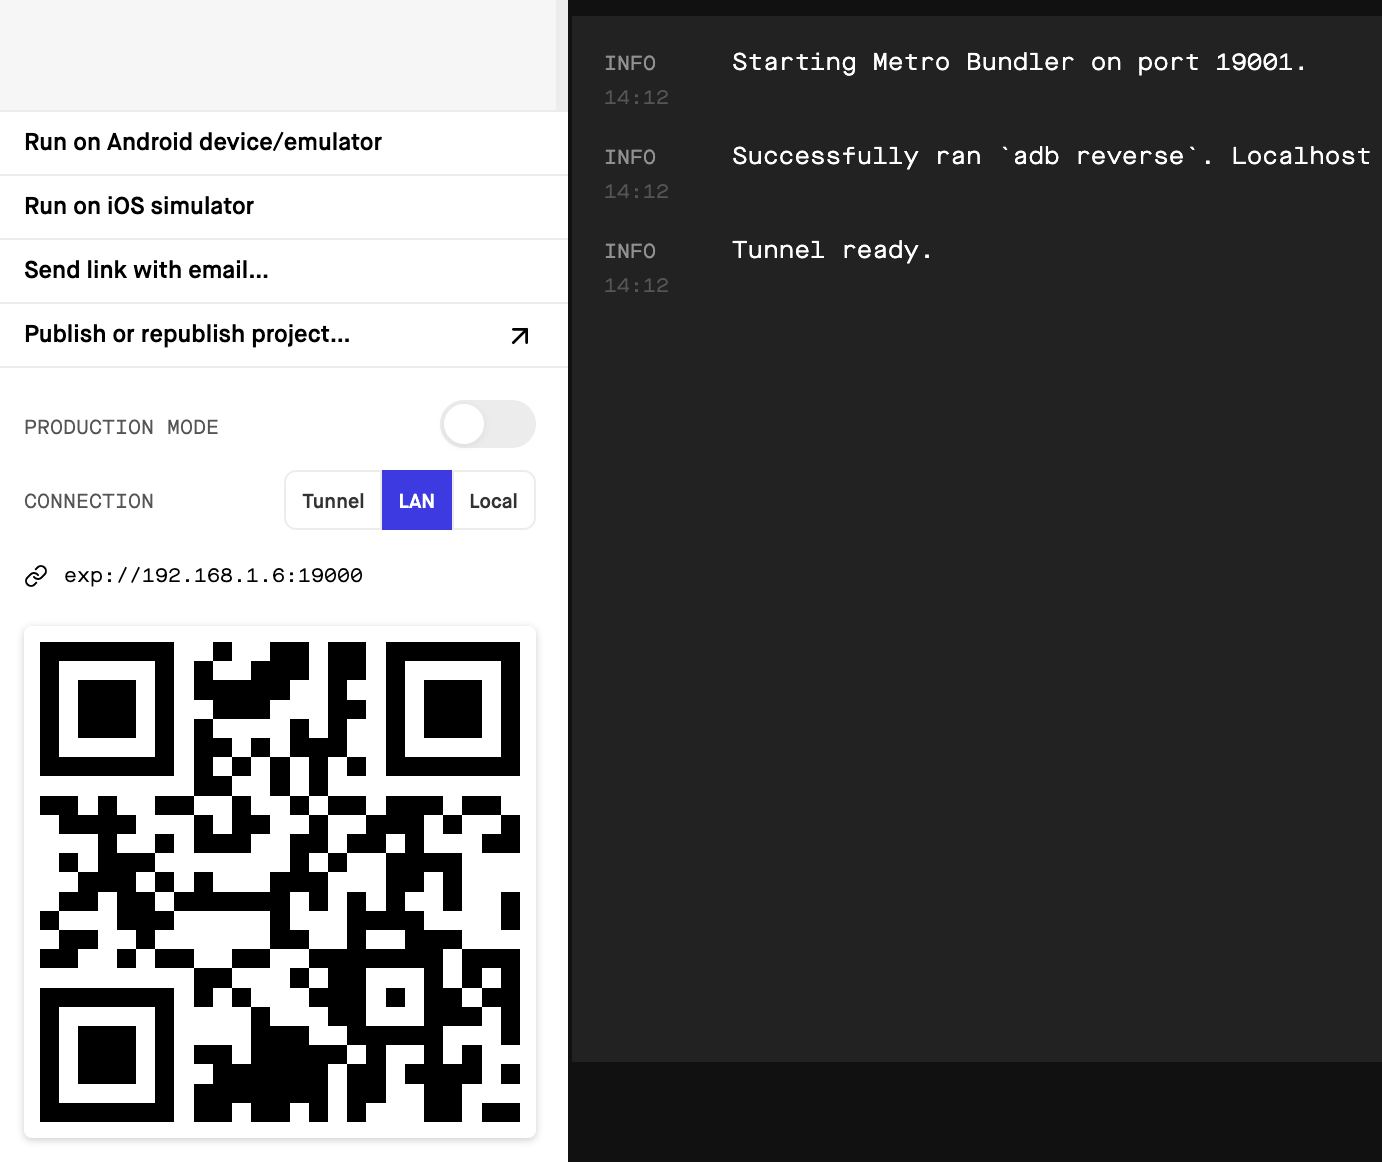 Run on Android device/emulator
Run on iOS simulator
Send link with email...
Publish or republish project...
PRODUCTION MODE
CONNECTION
Tunnel
LAN
Local
exp://192.168.1.6:19000
INFO
Starting Metro Bundler on port 19001.
14:12
INFO
Successfully ran `adb reverse`. Localhost
14:12
INFO
Tunnel ready.
14:12